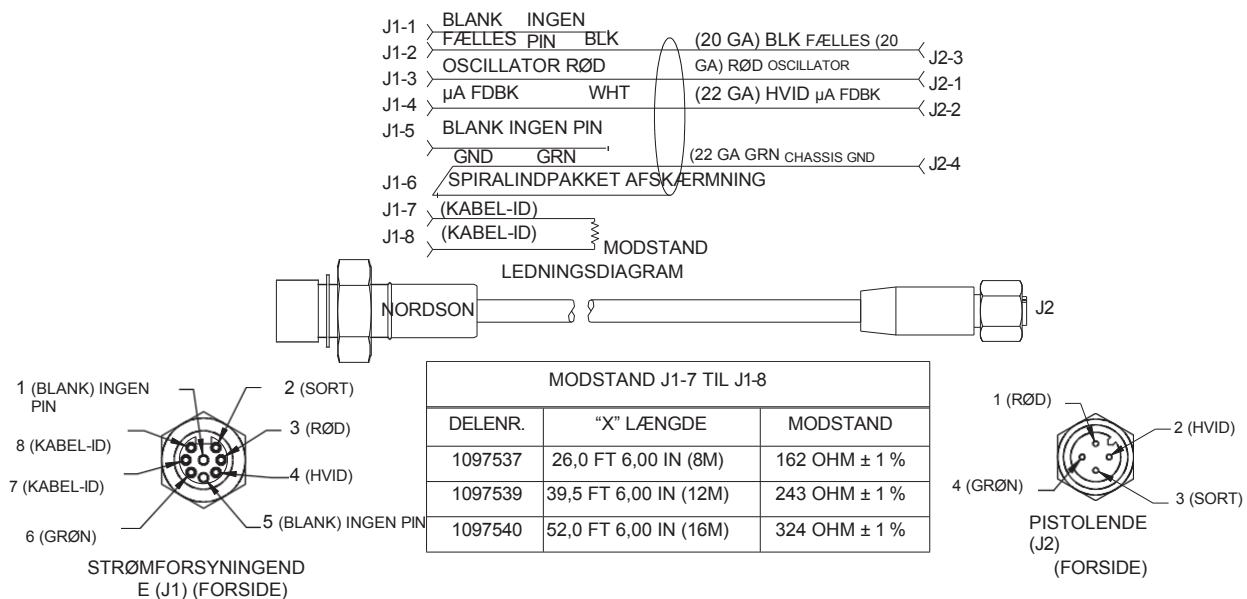 J1-1 BLANK INGEN
J1-2 FÆLLES PIN BLK (20 GA) BLK FÆLLES (20 J2-3
J1-3 OSCILLATOR RØD GA) RØD OSCILLATOR J2-1
J1-4 µA FDBK WHT (22 GA) HVID µA FDBK J2-2
J1-5 BLANK INGEN PIN
GND GRN (22 GA GRN CHASSIS GND J2-4
J1-6 SPIRALINDPAKKET AFSKÆRMNING
J1-7 (KABEL-ID)
J1-8 (KABEL-ID)
MODSTAND
LEDNINGSDIAGRAM
NORDSON
J2
1 (BLANK) INGEN
PIN
2 (SORT)
3 (RØD)
8 (KABEL-ID)
4 (HVID)
7 (KABEL-ID)
5 (BLANK) INGEN PIN
6 (GRØN)
STRØMFORSYNINGEND
E (J1) (FORSIDE)
MODSTAND J1-7 TIL J1-8
DELENR. “X” LÆNGDE MODSTAND
1097537 26,0 FT 6,00 IN (8M) 162 OHM ± 1 %
1097539 39,5 FT 6,00 IN (12M) 243 OHM ± 1 %
1097540 52,0 FT 6,00 IN (16M) 324 OHM ± 1 %
1 (RØD)
2 (HVID)
4 (GRØN)
3 (SORT)
PISTOLENDE
(J2)
(FORSIDE)